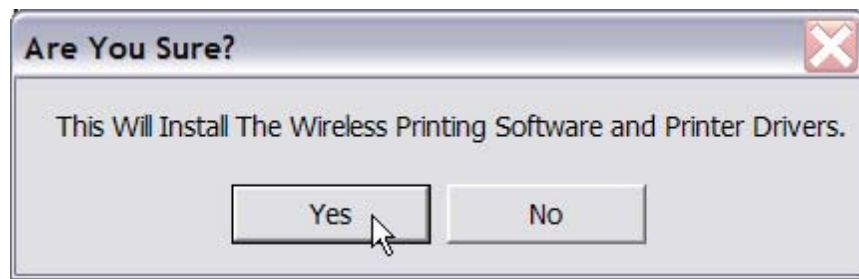 Are You Sure?
This Will Install The Wireless Printing Software and Printer Drivers.
Yes
No